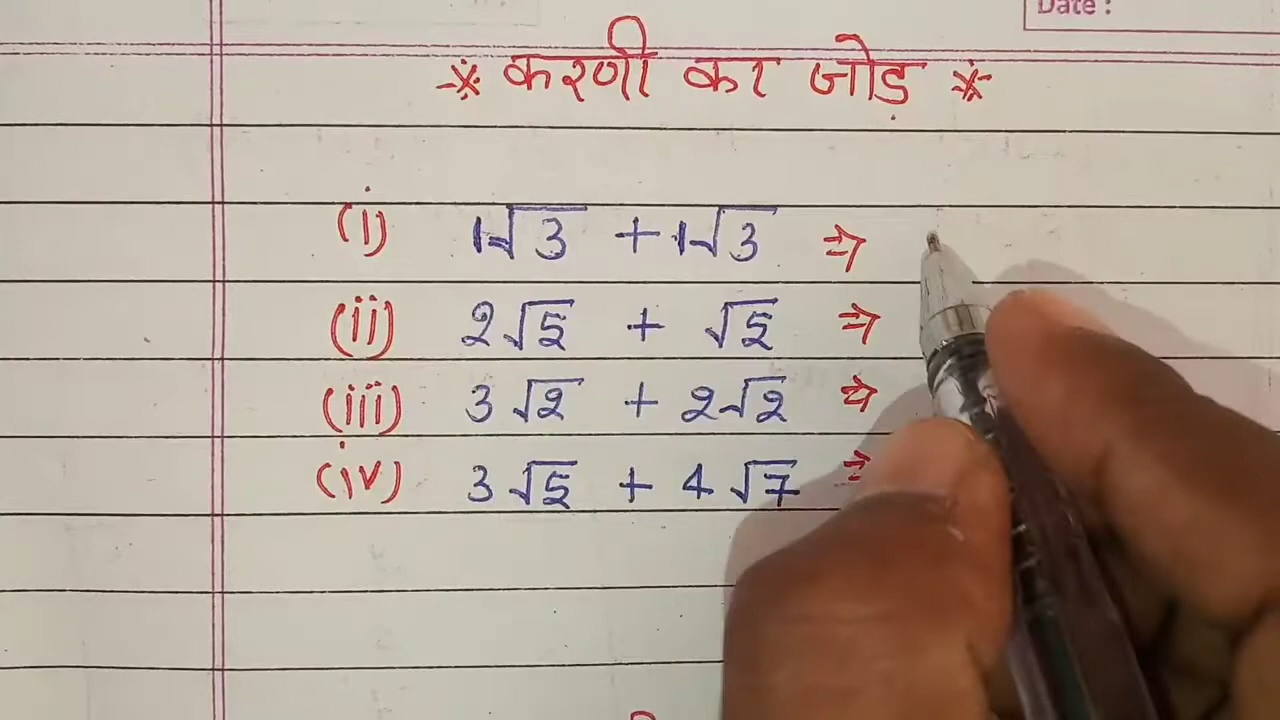 Date :
* करणी का जोड़ *
(i) 1√3 + 1√3 ⇒
(ii) 2√5 + √5 ⇒
(iii) 3√2 + 2√2 ⇒
(iv) 3√5 + 4√7 ⇒